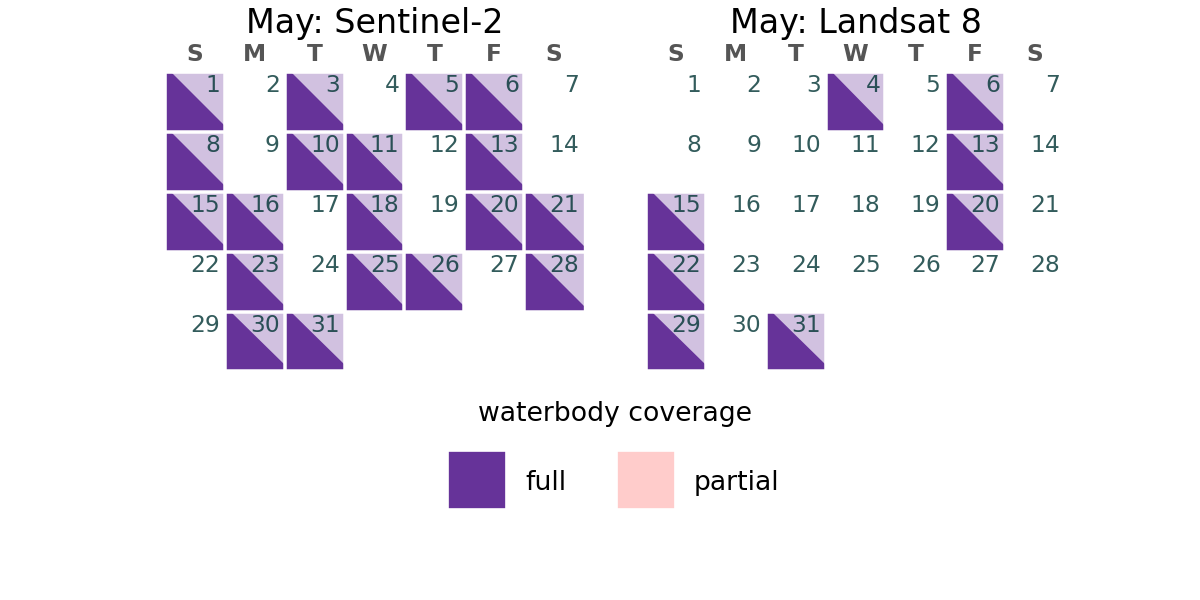 May: Sentinel-2
S M T W T F S
1 2 3 4 5 6 7
8 9 10 11 12 13 14
15 16 17 18 19 20 21
22 23 24 25 26 27 28
29 30 31
May: Landsat 8
S M T W T F S
1 2 3 4 5 6 7
8 9 10 11 12 13 14
15 16 17 18 19 20 21
22 23 24 25 26 27 28
29 30 31
waterbody coverage
full partial